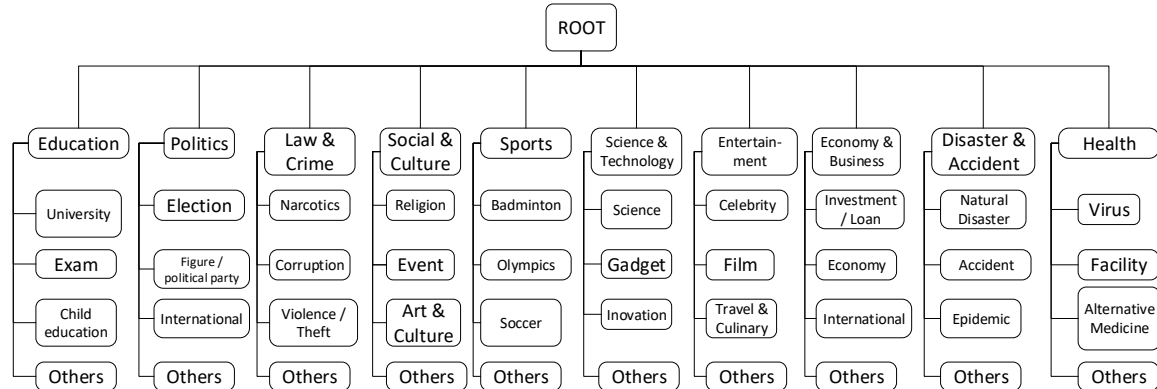 ROOT
Education
University
Exam
Child
education
Others
Politics
Election
Figure /
political party
International
Others
Law &
Crime
Narcotics
Corruption
Violence /
Theft
Others
Social &
Culture
Religion
Event
Art &
Culture
Others
Sports
Badminton
Olympics
Soccer
Others
Science &
Technology
Science
Gadget
Inovation
Others
Entertain-
ment
Celebrity
Film
Travel &
Culinary
Others
Economy &
Business
Investment
/ Loan
Economy
International
Others
Disaster &
Accident
Natural
Disaster
Accident
Epidemic
Others
Health
Virus
Facility
Alternative
Medicine
Others